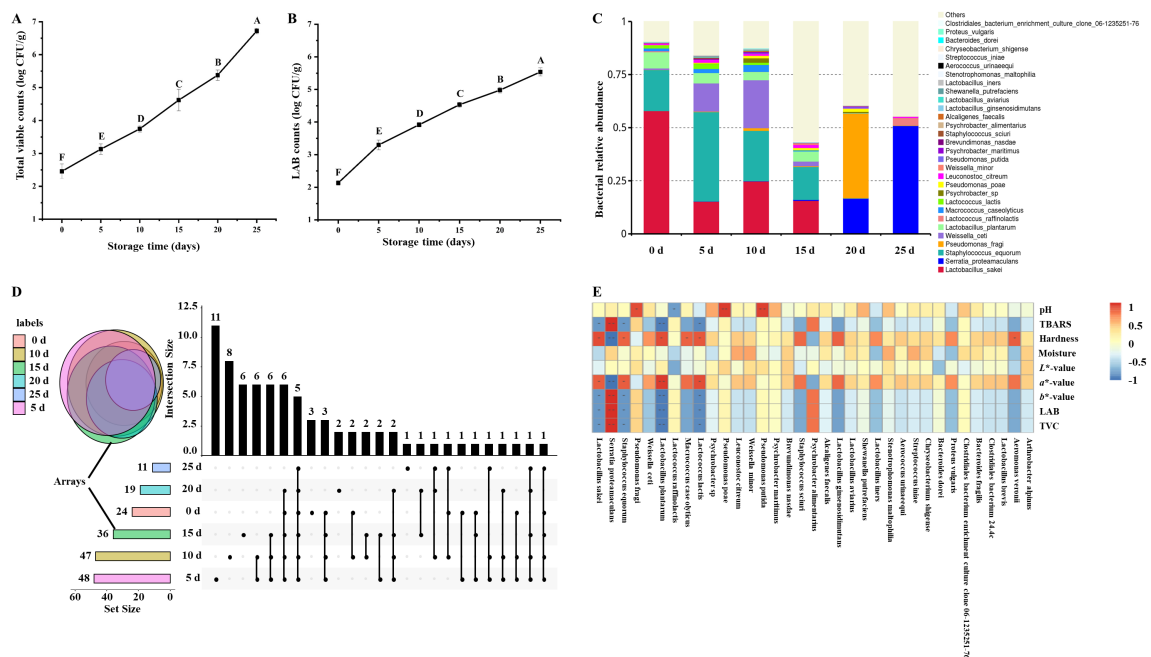 A
Total viable counts (log CFU/g)
7
6
5
4
3
2
1
F
E
D
C
B
A
0
5
10
15
20
25
Storage time (days)
B
LAB counts (log CFU/g)
7
6
5
4
3
2
1
F
E
D
C
B
A
0
5
10
15
20
25
Storage time (days)
C
Bacterial relative abundance
1
0.75
0.5
0.25
0
0 d
5 d
10 d
15 d
20 d
25 d
Others
Clostridiales_bacterium_enrichment_culture_clone_06-1235251-76
Proteus_vulgaris
Bacteroides_dorei
Chryseobacterium_shigense
Streptococcus_iniae
Aerococcus_urinaeequi
Stenotrophomonas_maltophilia
Lactobacillus_iners
Shewanella_putrefaciens
Lactobacillus_aviarius
Lactobacillus_ginsenosidimutans
Alcaligenes_faecalis
Psychrobacter_alimentarius
Staphylococcus_sciuri
Brevundimonas_nasdae
Psychrobacter_maritimus
Pseudomonas_putida
Weissella_minor
Leuconostoc_citreum
Pseudomonas_poae
Psychrobacter_sp
Lactococcus_lactis
Macrococcus_caseolyticus
Lactococcus_raffinolactis
Lactobacillus_plantarum
Weissella_ceti
Pseudomonas_fragi
Staphylococcus_equorum
Serratia_proteamaculans
Lactobacillus_sakei
D
labels
0 d
10 d
15 d
20 d
25 d
5 d
Arrays
Intersection Size
12.5
10.0
7.5
5.0
2.5
0.0
11
8
6
6
6
6
5
3
3
2
2
2
2
2
1
1
1
1
1
1
1
1
1
1
1
11
25 d
19
20 d
24
0 d
36
15 d
47
10 d
48
5 d
60
40
20
0
Set Size
E
pH
TBARS
Hardness
Moisture
L*-value
a*-value
b*-value
LAB
TVC
1
0.5
0
-0.5
-1
Lactobacillus sakei
Serratia proteamaculans
Staphylococcus equorum
Pseudomonas fragi
Weissella ceti
Lactobacillus plantarum
Lactococcus raffinolactis
Macrococcus case olyticus
Lactococcus lactis
Psychrobacter sp
Pseudomonas poae
Leuconostoc citreum
Weissella minor
Pseudomonas putida
Psychrobacter maritimus
Brevundimonas nasdae
Staphylococcus sciuri
Psychrobacter alimentarius
Alcaligenes faecalis
Lactobacillus ginsenosidimutans
Lactobacillus aviarius
Shewanella putrefaciens
Lactobacillus iners
Stenotrophomonas maltophilia
Aerococcus urinaeequi
Streptococcus iniae
Chryseobacterium shigense
Bacteroides dorei
Proteus vulgaris
Clostridiales bacterium enrichment culture clone 06-1235251-76
Bacteroides fragilis
Clostridiales bacterium 24.4c
Lactobacillus brevis
Aeromonas veronii
Arthrobacter alpinus